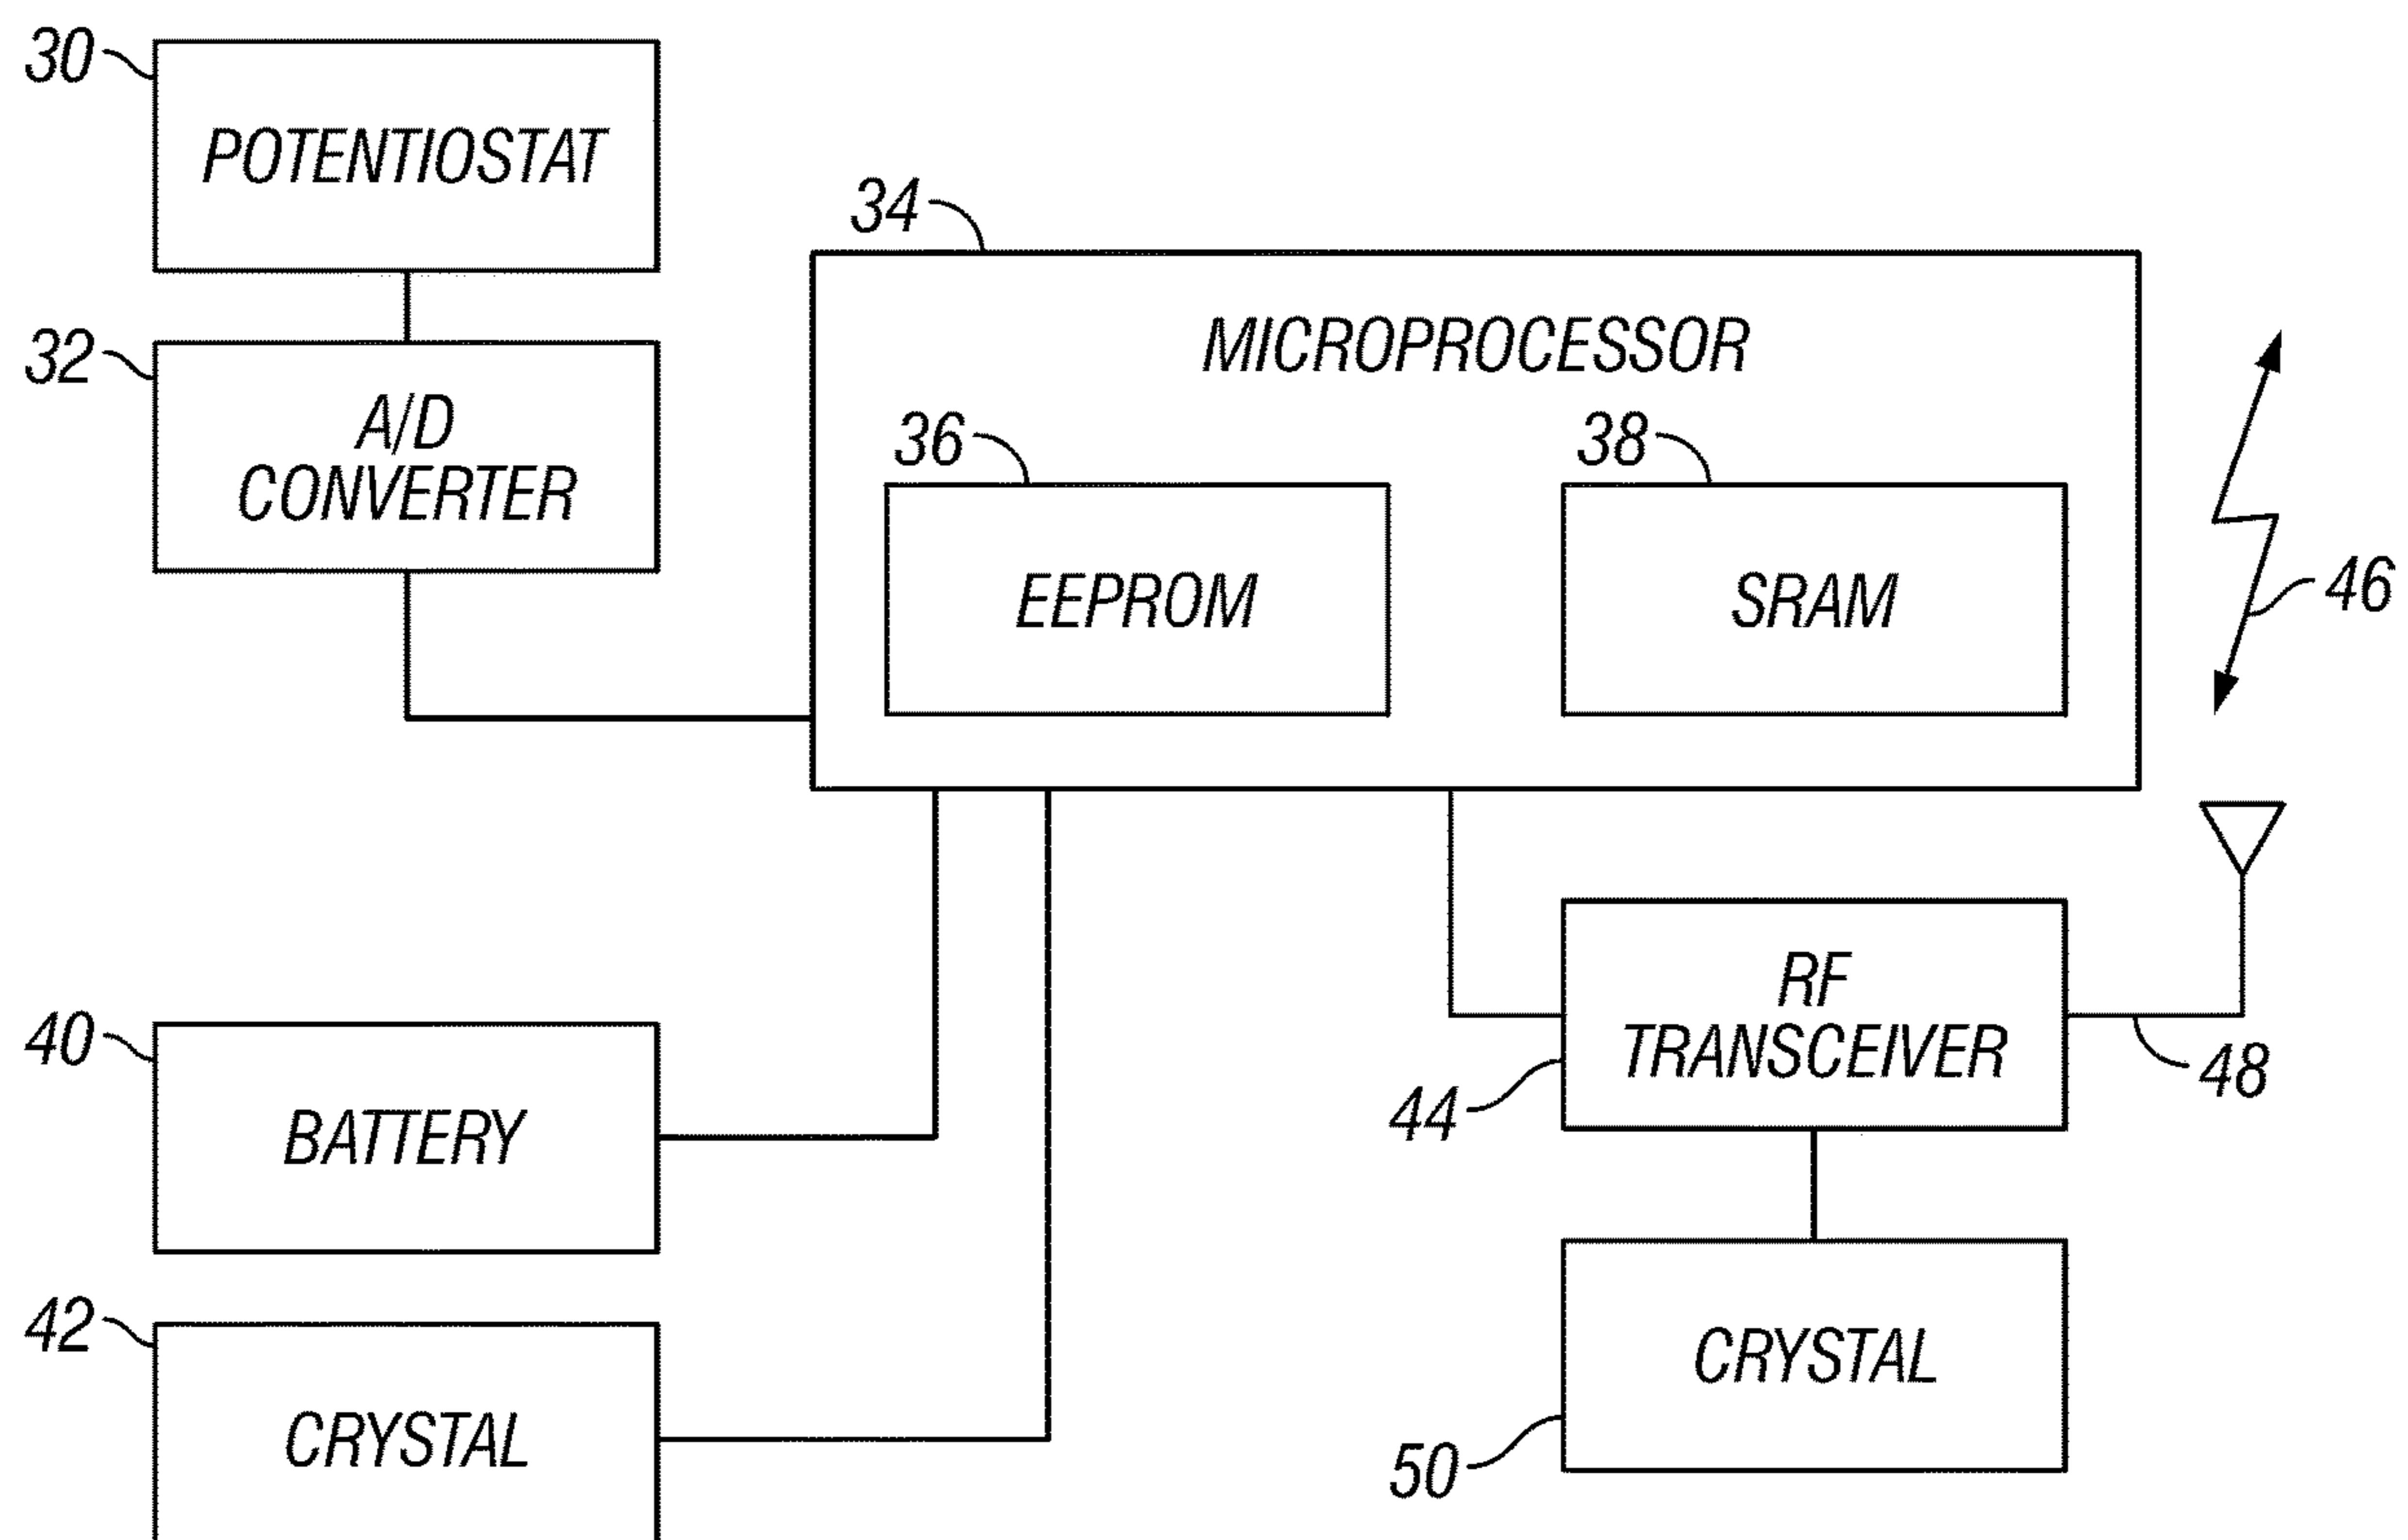 30
POTENTIOSTAT
32
A/D
CONVERTER
34
MICROPROCESSOR
36
EEPROM
38
SRAM
46
40
BATTERY
42
CRYSTAL
RF
TRANSCEIVER
44
48
CRYSTAL
50